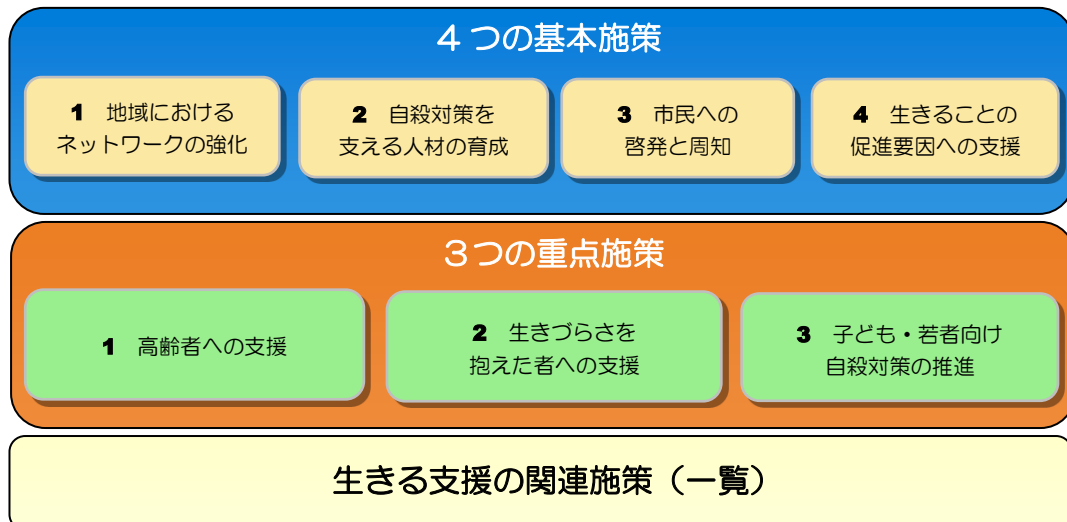 4つの基本施策
1 地域における
ネットワークの強化
2 自殺対策を
支える人材の育成
3 市民への
啓発と周知
4 生きることの
促進要因への支援
3つの重点施策
1 高齢者への支援
2 生きづらさを
抱えた者への支援
3 子ども・若者向け
自殺対策の推進
生きる支援の関連施策（一覧）